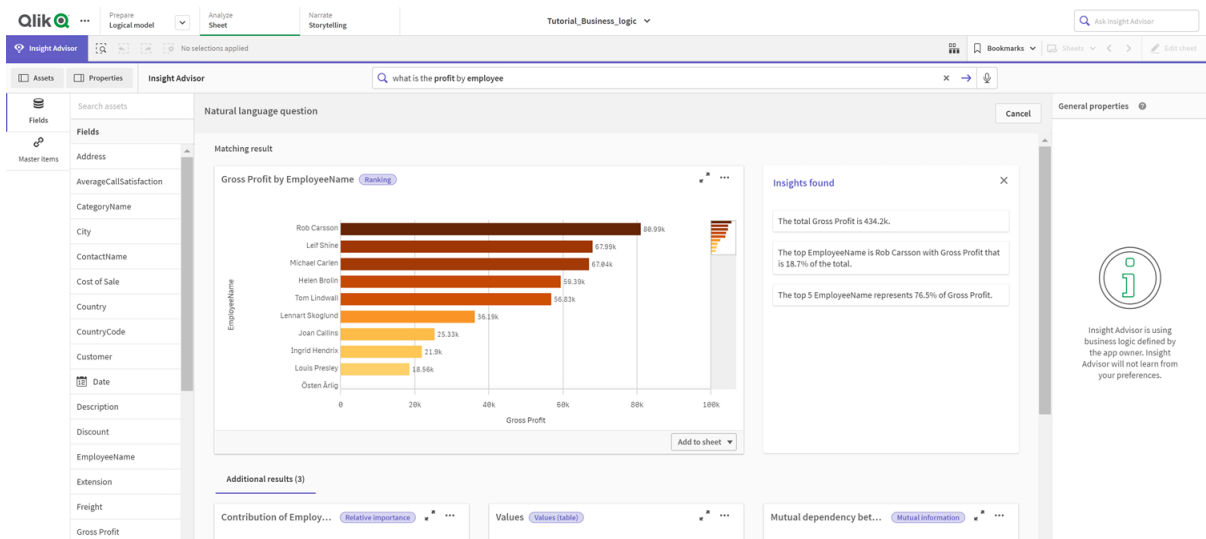 Qlik
Prepare
Logical model
Analyze
Sheet
Narrate
Storytelling
Tutorial_Business_logic
Ask Insight Advisor
Insight Advisor
No selections applied
Bookmarks
Sheets
Edit sheet
Assets
Properties
Insight Advisor
what is the profit by employee
Fields
Master items
Search assets
Fields
Address
AverageCallSatisfaction
CategoryName
City
ContactName
Cost of Sale
Country
CountryCode
Customer
Date
Description
Discount
EmployeeName
Extension
Freight
Gross Profit
Natural language question
Cancel
Matching result
Gross Profit by EmployeeName Ranking
EmployeeName
Rob Carsson 80.99k
Leif Shine 67.99k
Michael Carlen 67.04k
Helen Brolin 59.39k
Tom Lindwall 56.83k
Lennart Skoglund 36.19k
Joan Callins 25.33k
Ingrid Hendrix 21.9k
Louis Presley 18.56k
Östen Ärlig
0 20k 40k 60k 80k 100k
Gross Profit
Add to sheet
Insights found
The total Gross Profit is 434.2k.
The top EmployeeName is Rob Carsson with Gross Profit that
is 18.7% of the total.
The top 5 EmployeeName represents 76.5% of Gross Profit.
Additional results (3)
Contribution of Employ... Relative importance
Values Values (table)
Mutual dependency bet... Mutual information
General properties
Insight Advisor is using
business logic defined by
the app owner. Insight
Advisor will not learn from
your preferences.